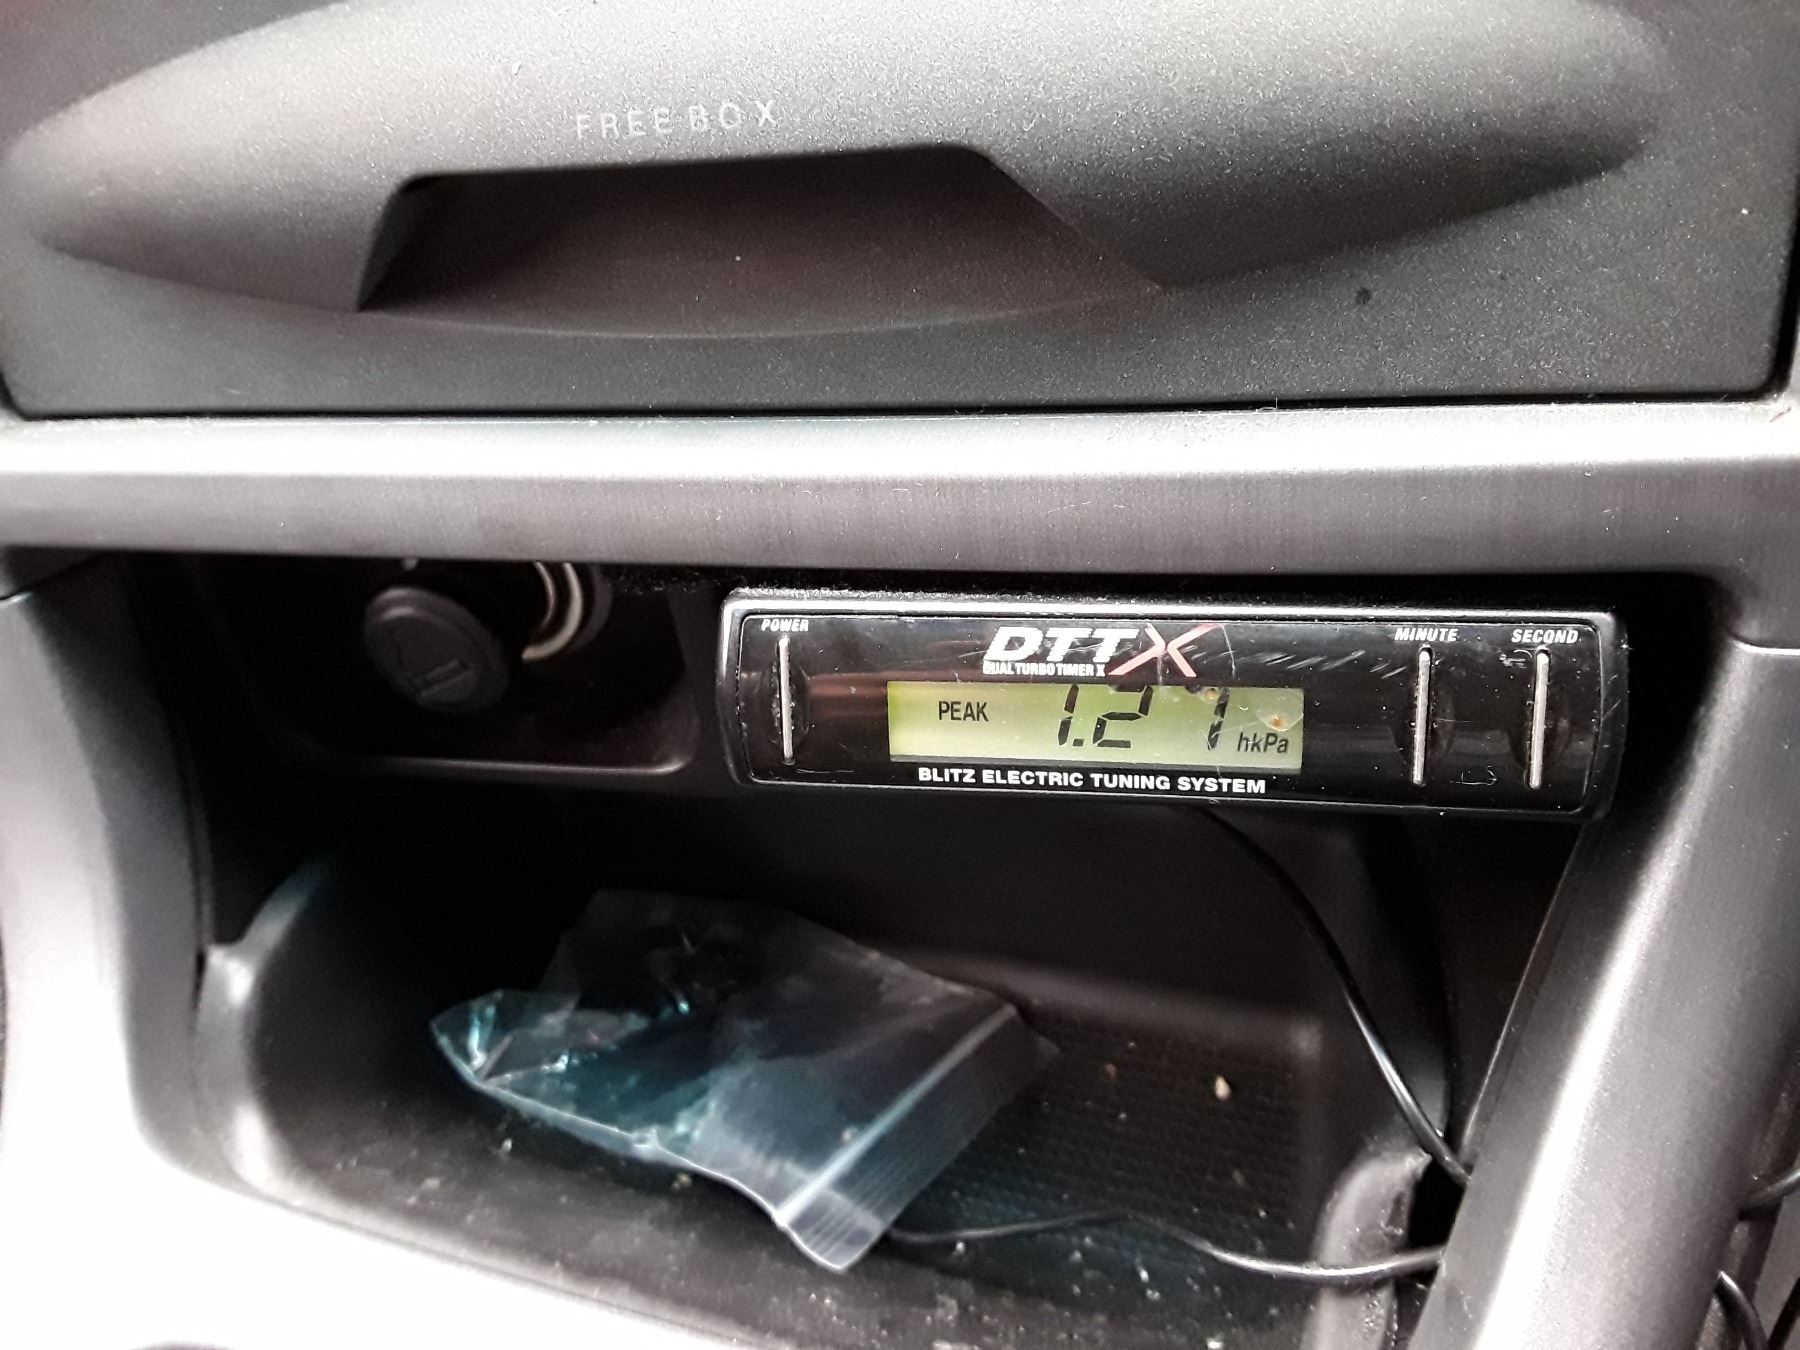 FREE BOX
POWER
DTTX
DUAL TURBO TIMER X
MINUTE
SECOND
PEAK 1.27 hkPa
BLITZ ELECTRIC TUNING SYSTEM